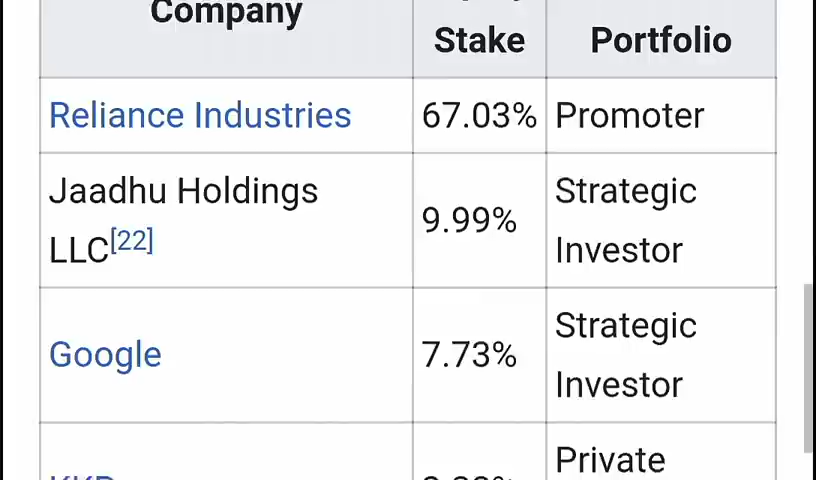 Company
Stake
Portfolio
Reliance Industries
67.03%
Promoter
Jaadhu Holdings
LLC[22]
9.99%
Strategic
Investor
Google
7.73%
Strategic
Investor
Private